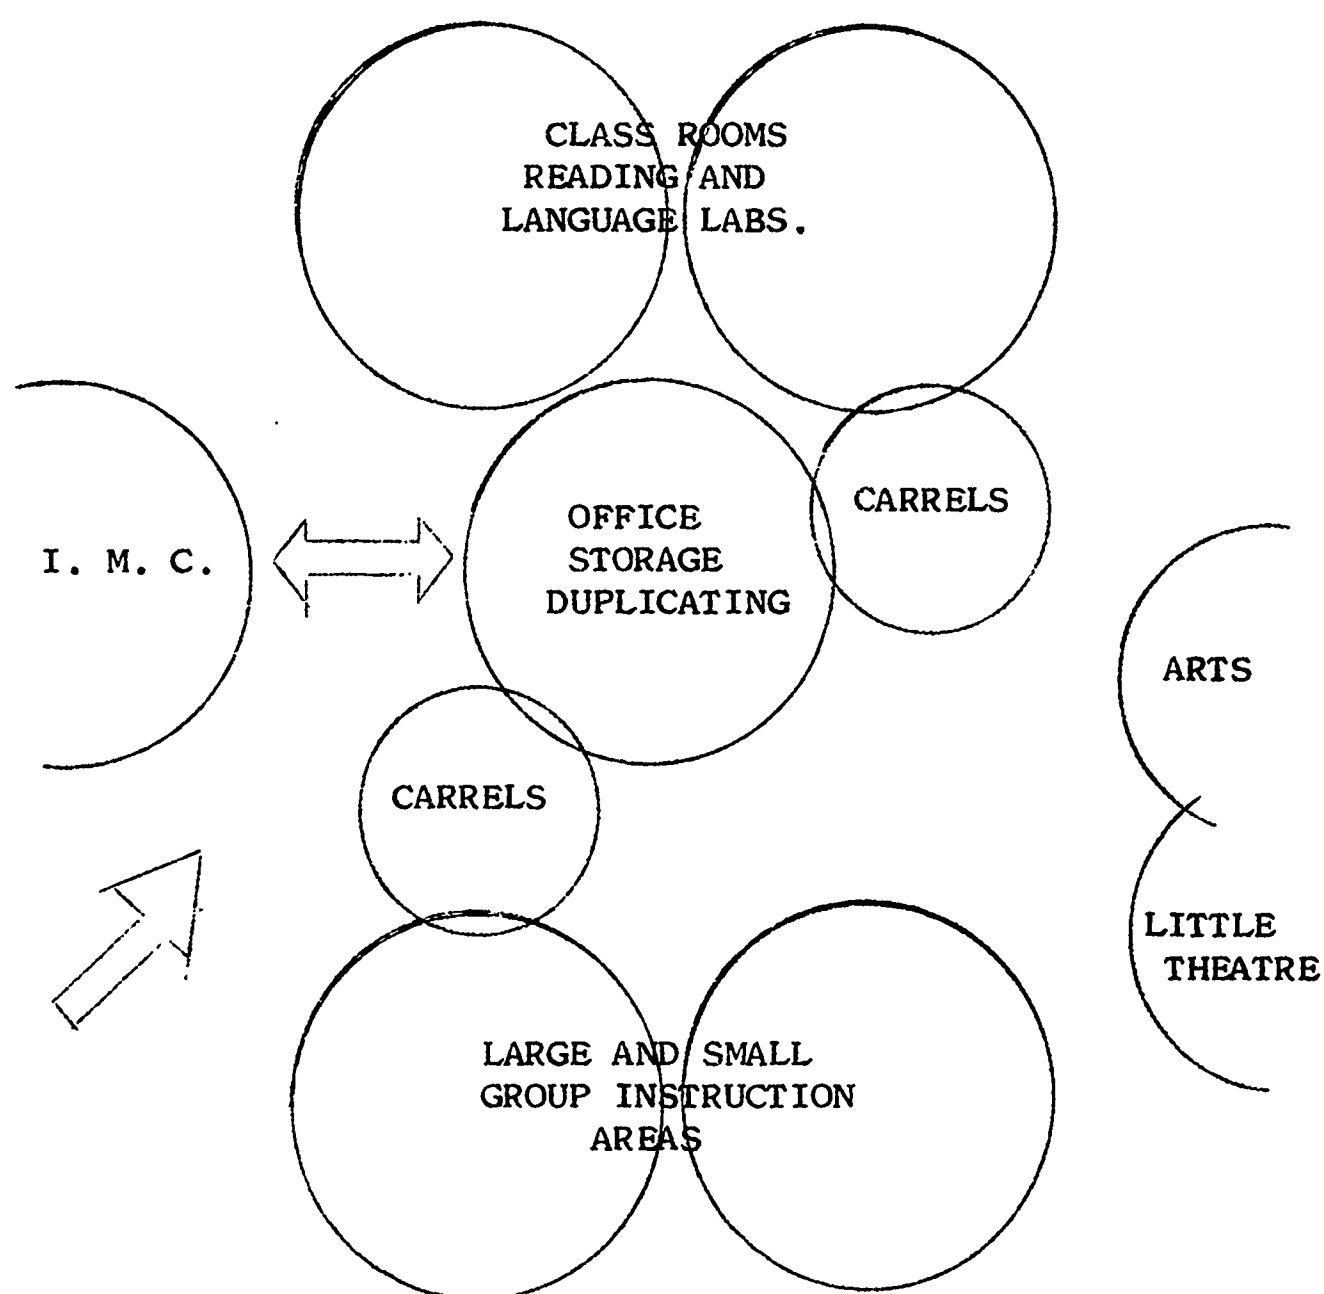 CLASS ROOMS
READING AND
LANGUAGE LABS.
CARRELS
OFFICE
STORAGE
DUPLICATING
I. M. C.
ARTS
CARRELS
LITTLE
THEATRE
LARGE AND SMALL
GROUP INSTRUCTION
AREAS